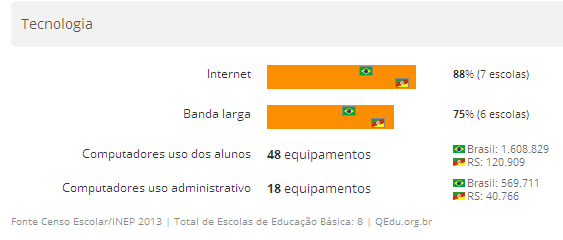 Tecnologia
Internet 88% (7 escolas)
Banda larga 75% (6 escolas)
Computadores uso dos alunos 48 equipamentos Brasil: 1.608.829
RS: 120.909
Computadores uso administrativo 18 equipamentos Brasil: 569.711
RS: 40.766
Fonte Censo Escolar/INEP 2013 | Total de Escolas de Educação Básica: 8 | QEdu.org.br